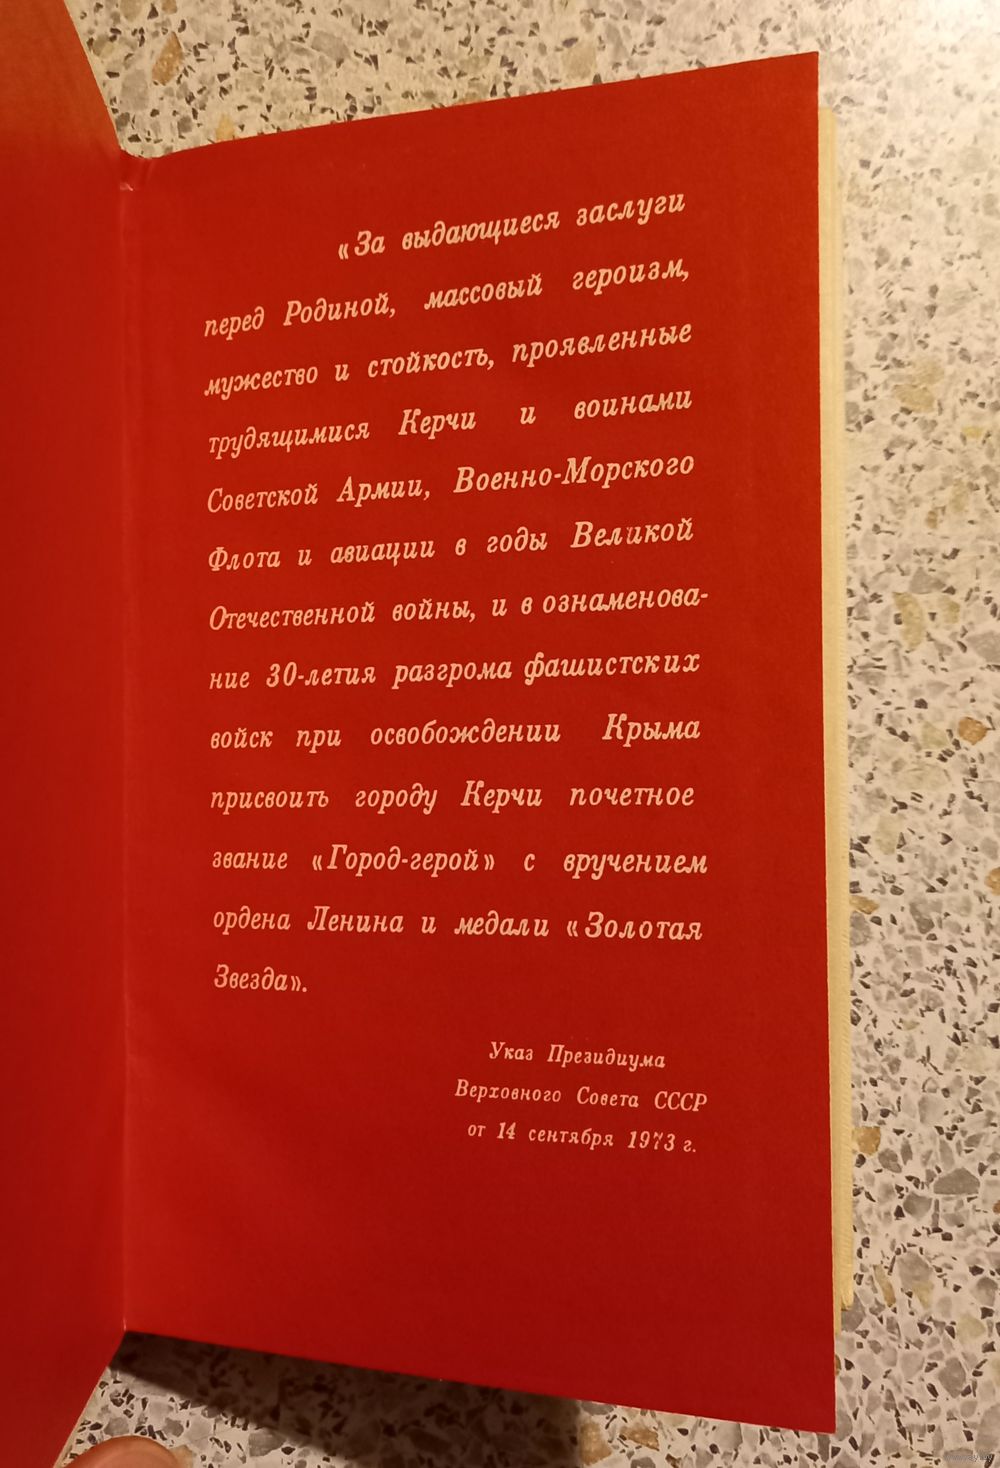 «За выдающиеся заслуги
перед Родиной, массовый героизм,
мужество и стойкость, проявленные
трудящимися Керчи и воинами
Советской Армии, Военно-Морского
Флота и авиации в годы Великой
Отечественной войны, и в ознаменова-
ние 30-летия разгрома фашистских
войск при освобождении Крыма
присвоить городу Керчи почетное
звание «Город-герой» с вручением
ордена Ленина и медали «Золотая
Звезда».
Указ Президиума
Верховного Совета СССР
от 14 сентября 1973 г.